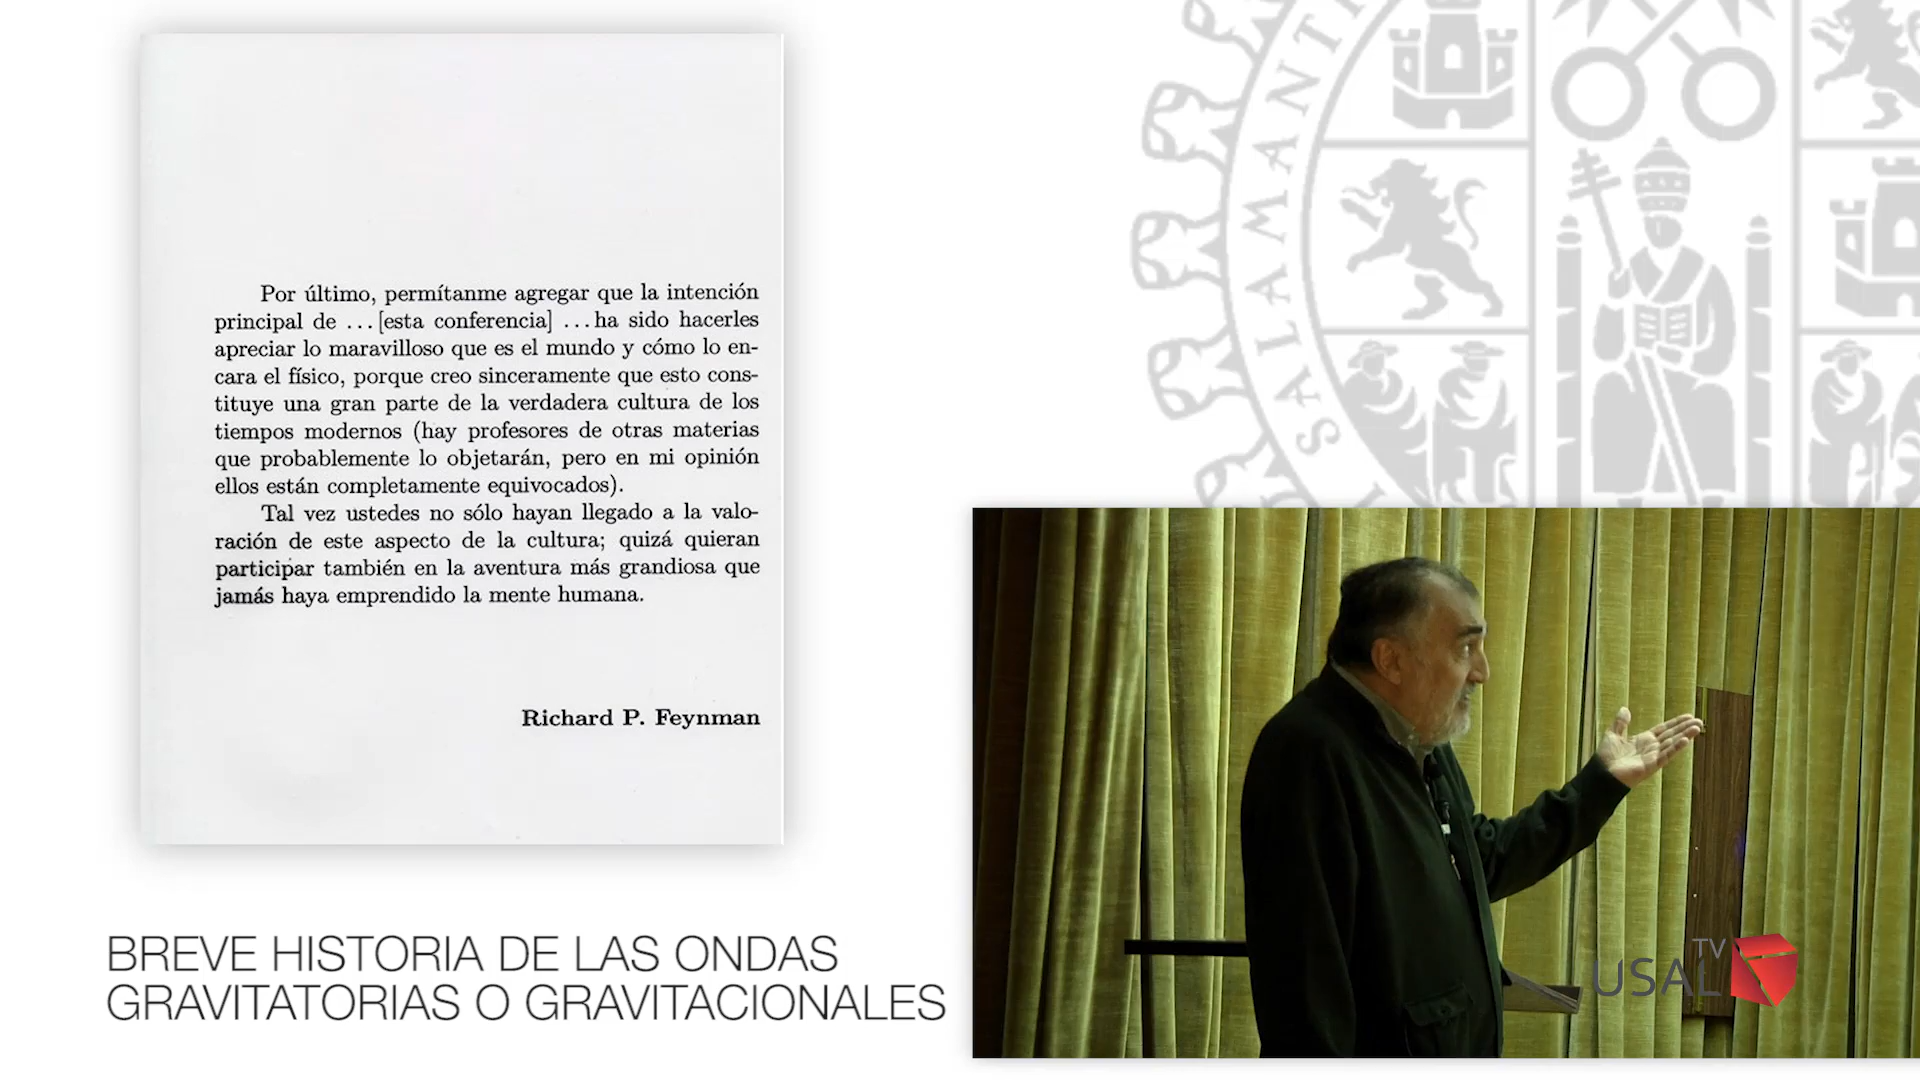 Por último, permítanme agregar que la intención
principal de ...[esta conferencia] ...ha sido hacerles
apreciar lo maravilloso que es el mundo y cómo lo en-
cara el físico, porque creo sinceramente que esto cons-
tituye una gran parte de la verdadera cultura de los
tiempos modernos (hay profesores de otras materias
que probablemente lo objetarán, pero en mi opinión
ellos están completamente equivocados).
Tal vez ustedes no sólo hayan llegado a la valo-
ración de este aspecto de la cultura; quizá quieran
participar también en la aventura más grandiosa que
jamás haya emprendido la mente humana.
Richard P. Feynman
BREVE HISTORIA DE LAS ONDAS
GRAVITATORIAS O GRAVITACIONALES
SALAMANTI
USAL TV